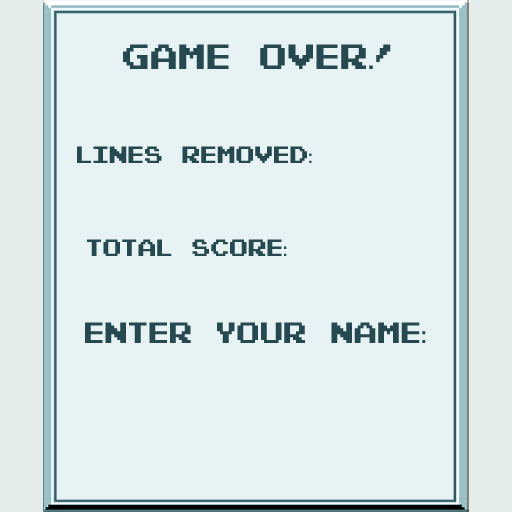 GAME OVER!
LINES REMOVED:
TOTAL SCORE:
ENTER YOUR NAME: